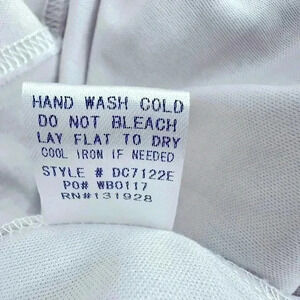 HAND WASH COLD
DO NOT BLEACH
LAY FLAT TO DRY
COOL IRON IF NEEDED
STYLE # DC7122E
PO# WB0117
RN#131928